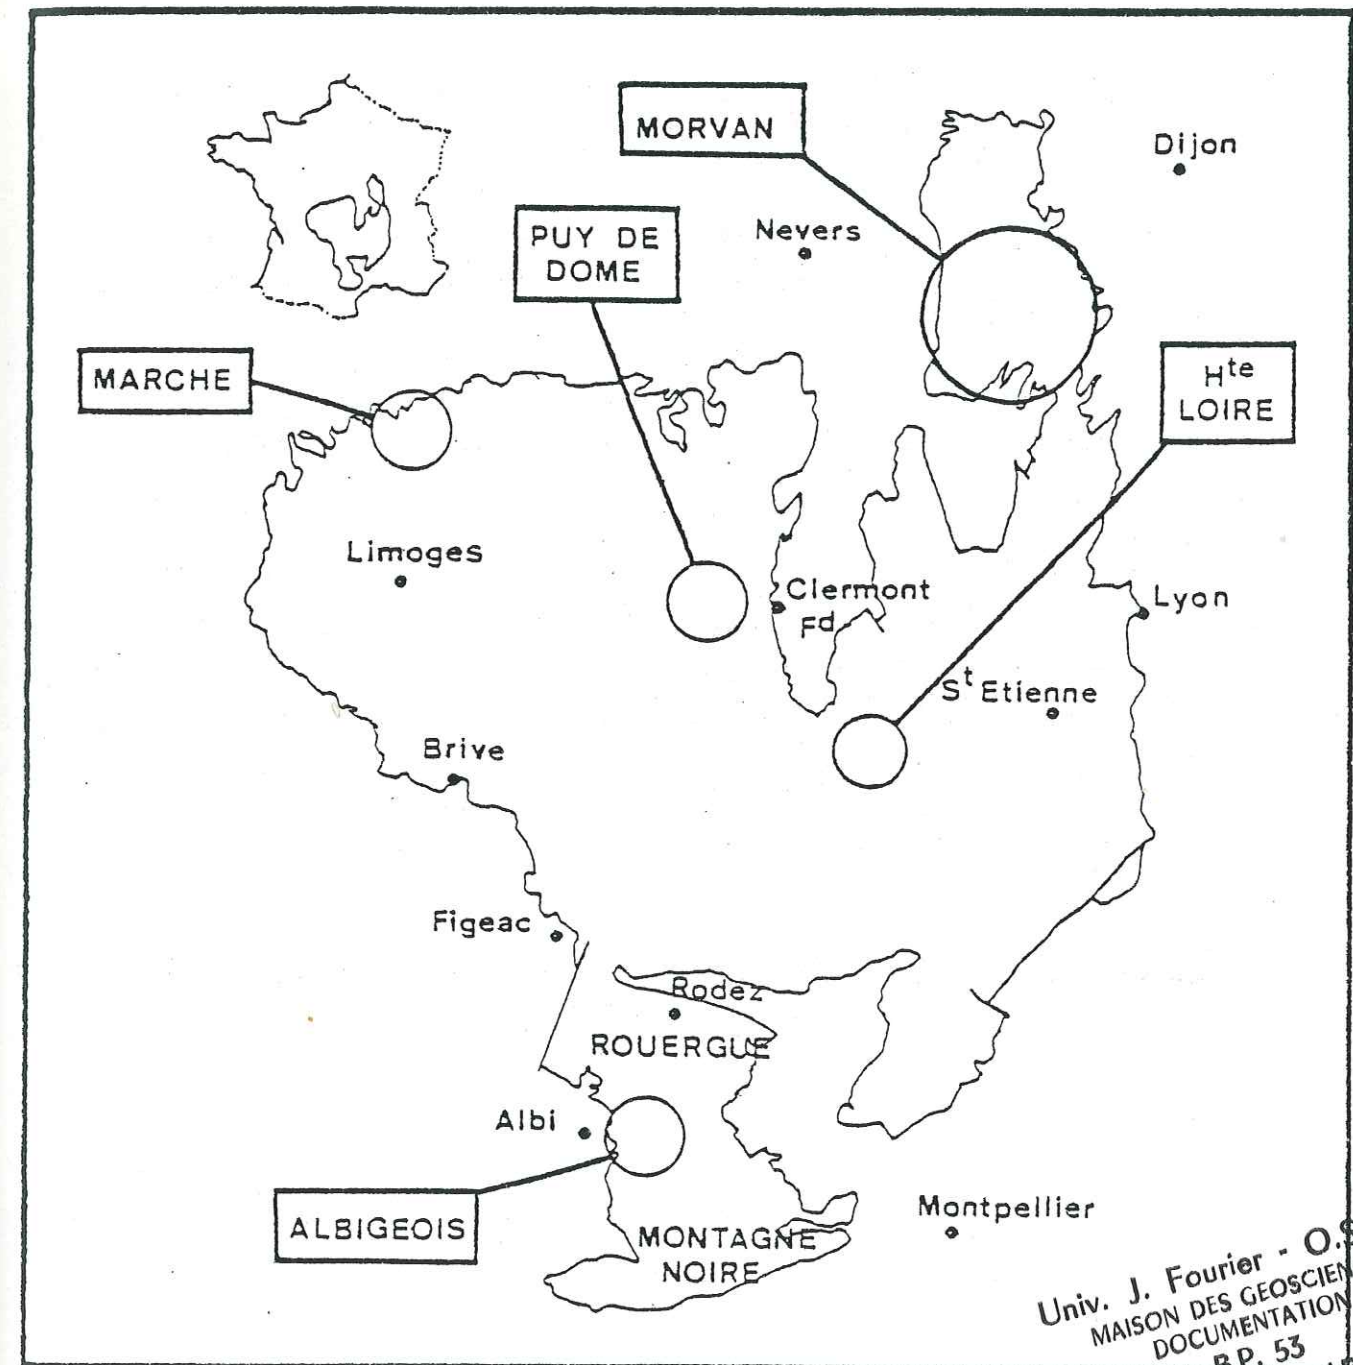 MORVAN
Dijon
Nevers
PUY DE
DOME
MARCHE
Hte
LOIRE
Limoges
Clermont
Fd
Lyon
St Etienne
Brive
Figeac
Rodez
ROUERGUE
Albi
ALBIGEOIS
MONTAGNE
NOIRE
Montpellier
Univ. J. Fourier - O.S
MAISON DES GEOSCIEN
DOCUMENTATION
B.P. 53